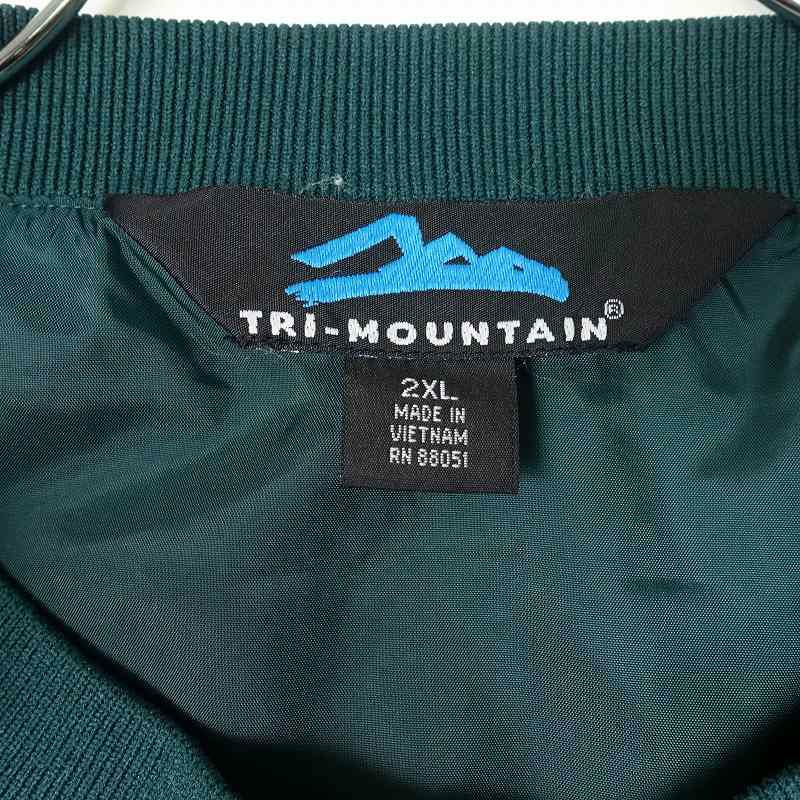 TRI-MOUNTAIN®
2XL
MADE IN
VIETNAM
RN 88051